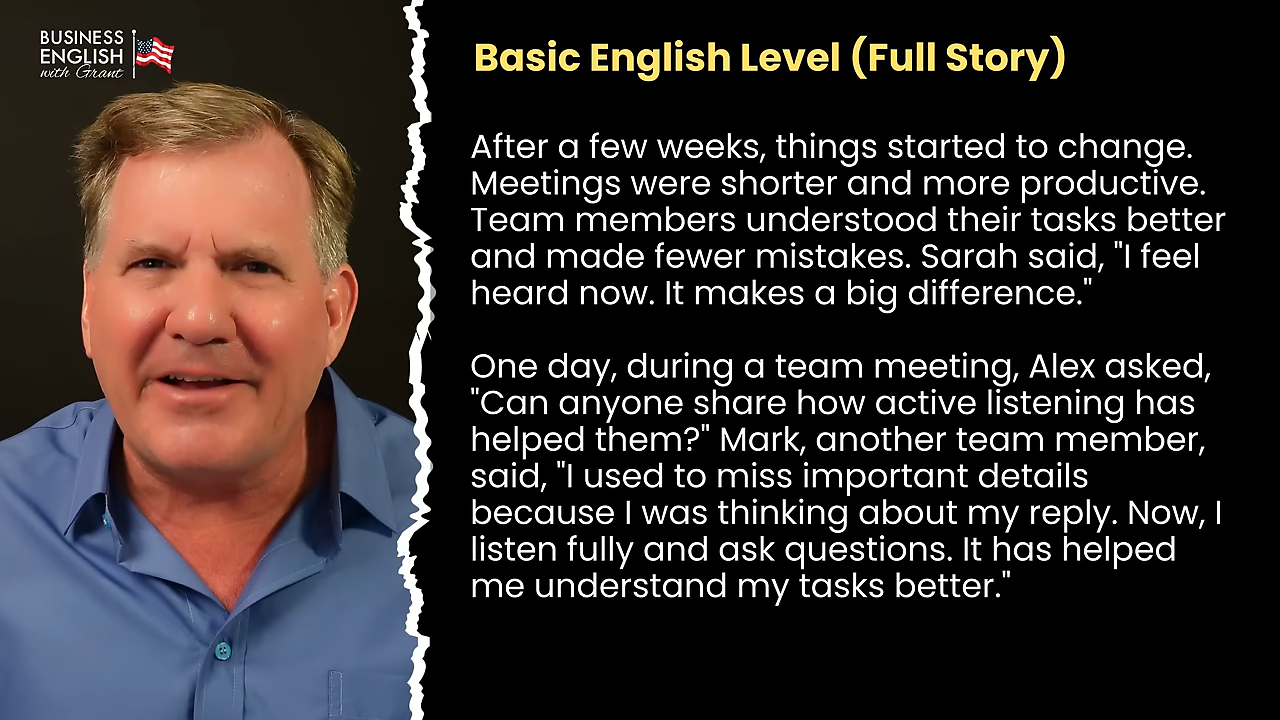 BUSINESS
ENGLISH
with Grant
Basic English Level (Full Story)
After a few weeks, things started to change.
Meetings were shorter and more productive.
Team members understood their tasks better
and made fewer mistakes. Sarah said, "I feel
heard now. It makes a big difference."
One day, during a team meeting, Alex asked,
"Can anyone share how active listening has
helped them?" Mark, another team member,
said, "I used to miss important details
because I was thinking about my reply. Now, I
listen fully and ask questions. It has helped
me understand my tasks better."